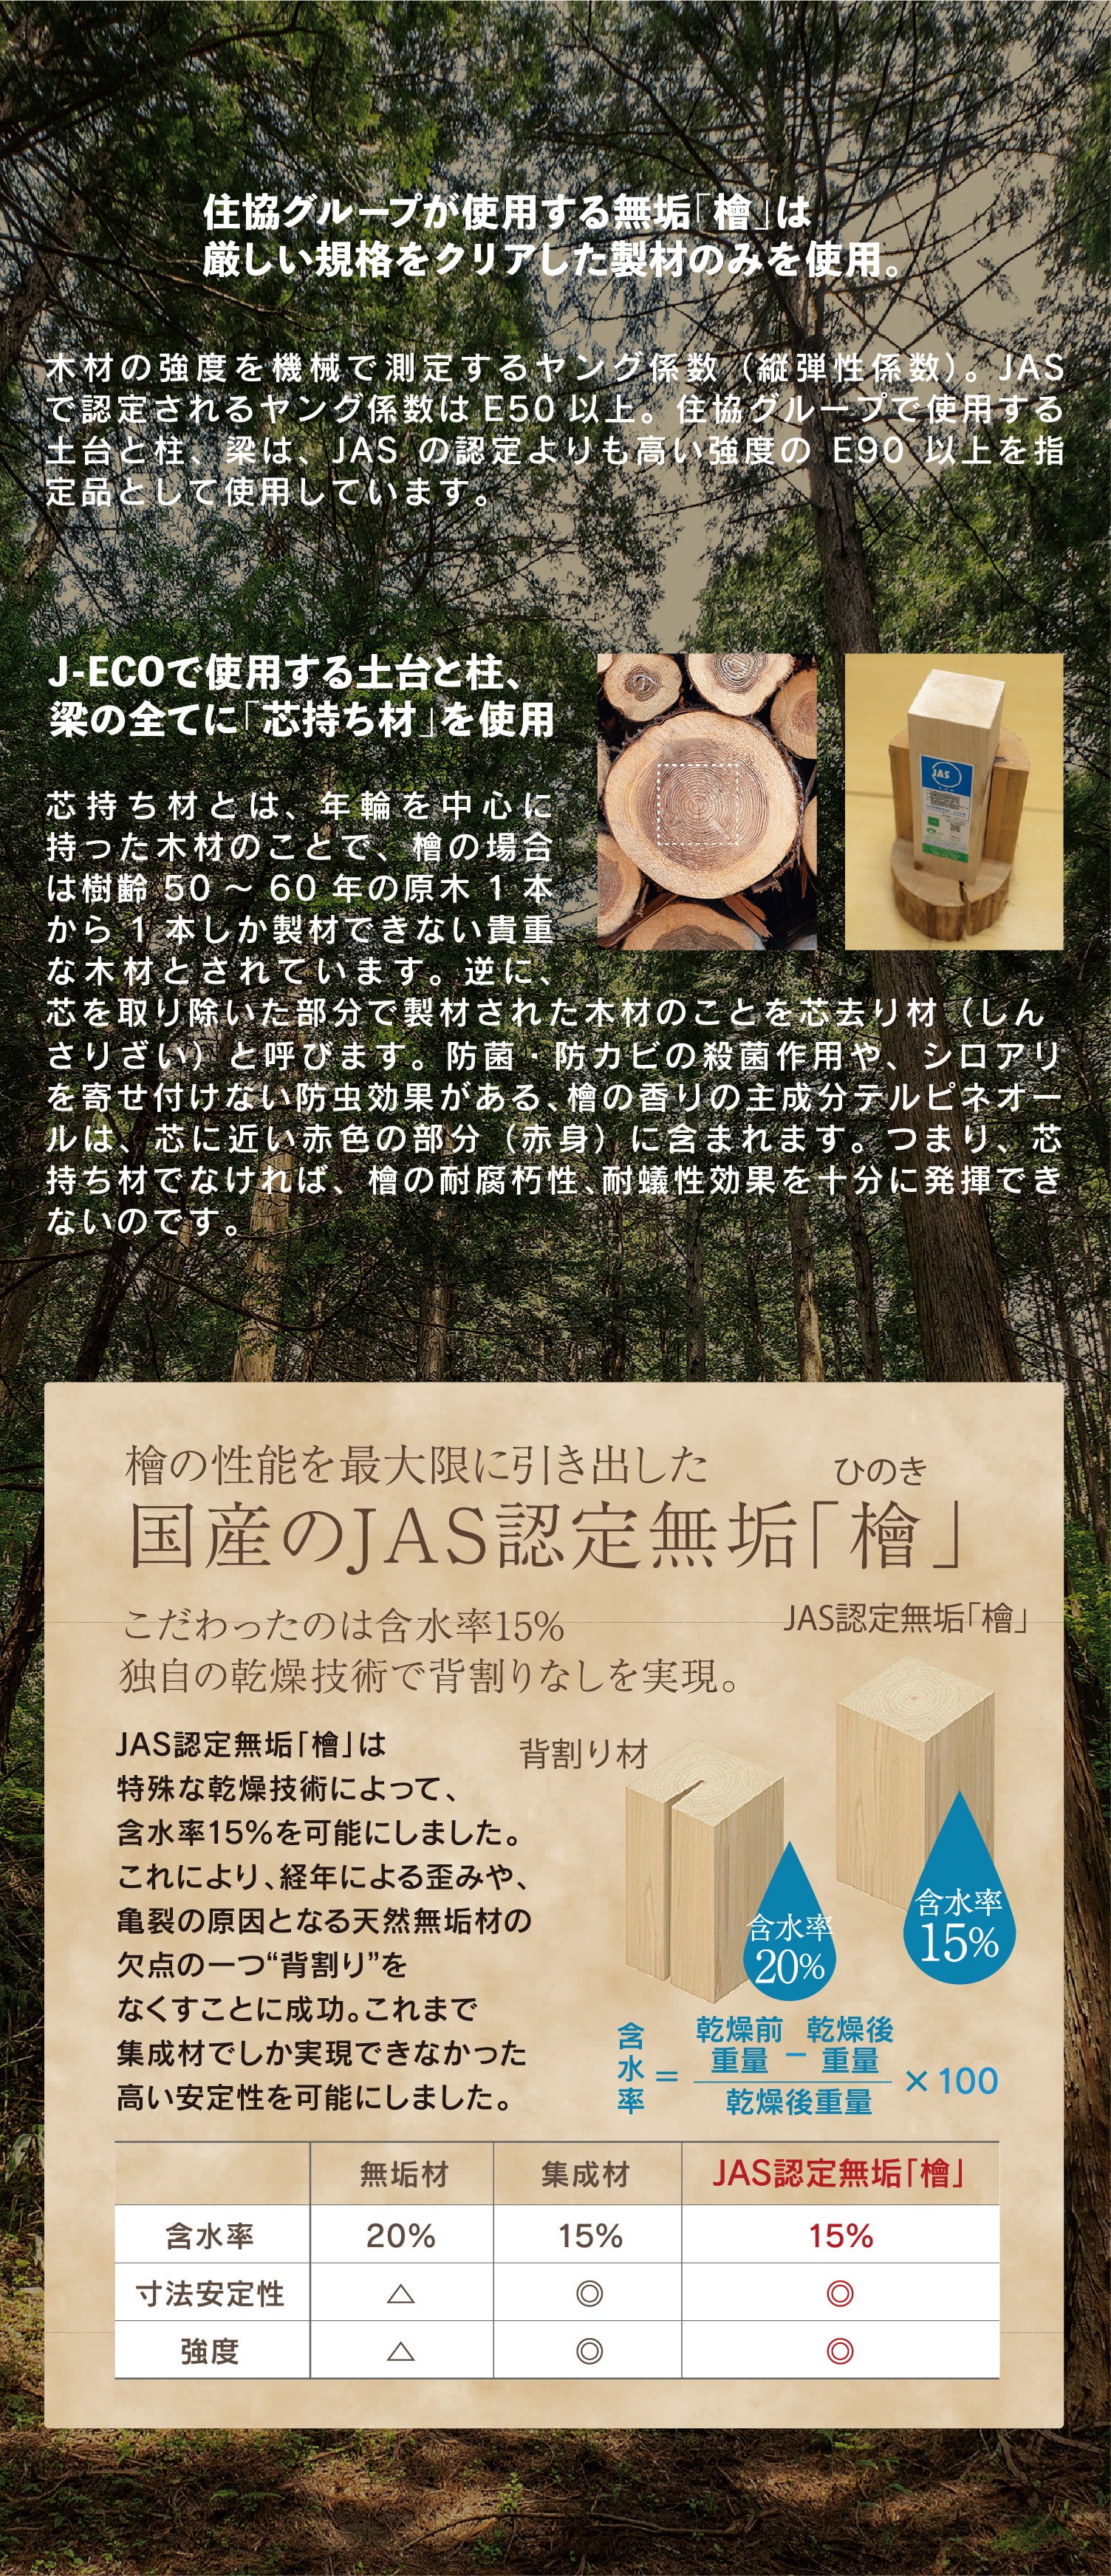 住協グループが使用する無垢「檜」は
厳しい規格をクリアした製材のみを使用。
木材の強度を機械で測定するヤング係数（縦弾性係数）。JAS
で認定されるヤング係数は E50 以上。住協グループで使用する
土台と柱、梁は、JAS の認定よりも高い強度の E90 以上を指
定品として使用しています。
J-ECOで使用する土台と柱、
梁の全てに「芯持ち材」を使用
芯持ち材とは、年輪を中心に
持った木材のことで、檜の場合
は樹齢 50 ～ 60 年の原木 1 本
から 1 本しか製材できない貴重
な木材とされています。逆に、
芯を取り除いた部分で製材された木材のことを芯去り材（しん
さりざい）と呼びます。防菌・防カビの殺菌作用や、シロアリ
を寄せ付けない防虫効果がある、檜の香りの主成分テルピネオー
ルは、芯に近い赤色の部分（赤身）に含まれます。つまり、芯
持ち材でなければ、檜の耐腐朽性、耐蟻性効果を十分に発揮でき
ないのです。
JAS
檜の性能を最大限に引き出した
ひのき
国産のJAS認定無垢「檜」
こだわったのは含水率15%
独自の乾燥技術で背割りなしを実現。
JAS認定無垢「檜」
背割り材
JAS認定無垢「檜」は
特殊な乾燥技術によって、
含水率15%を可能にしました。
これにより、経年による歪みや、
亀裂の原因となる天然無垢材の
欠点の一つ“背割り”を
なくすことに成功。これまで
集成材でしか実現できなかった
高い安定性を可能にしました。
含水率
20%
含水率
15%
含水率 = 乾燥前重量 − 乾燥後重量
乾燥後重量
× 100
無垢材 集成材 JAS認定無垢「檜」
含水率 20% 15% 15%
寸法安定性 △ ◎ ◎
強度 △ ◎ ◎